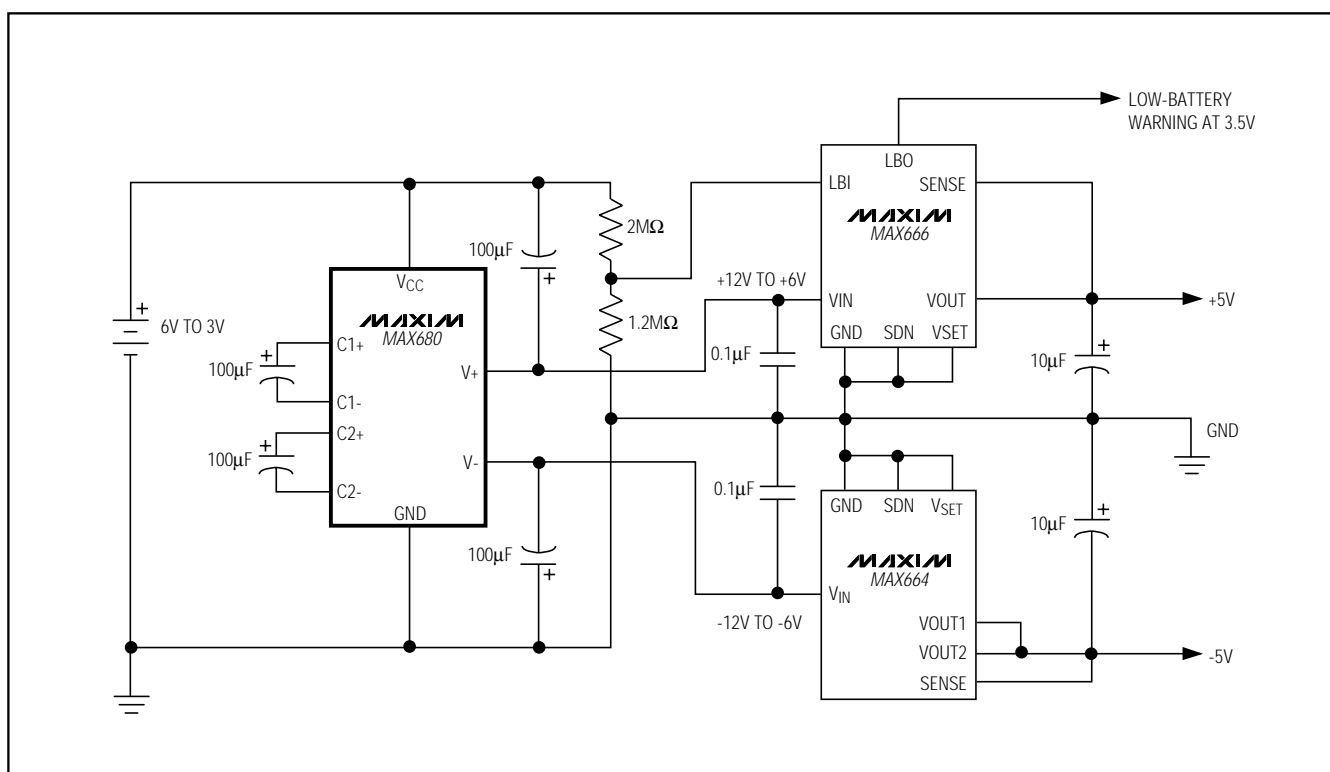 LOW-BATTERY
WARNING AT 3.5V
LBO
LBI
SENSE
MAXIM
MAX666
2MΩ
100µF
+
VCC
+12V TO +6V
VIN
VOUT
+5V
+
6V TO 3V
MAXIM
MAX680
1.2MΩ
GND
SDN
VSET
C1+
+
100µF
V+
0.1µF
10µF
+
C1-
C2+
+
100µF
V-
GND
C2-
0.1µF
GND
SDN
VSET
10µF
+
GND
100µF
+
MAXIM
MAX664
VIN
-12V TO -6V
VOUT1
VOUT2
-5V
SENSE